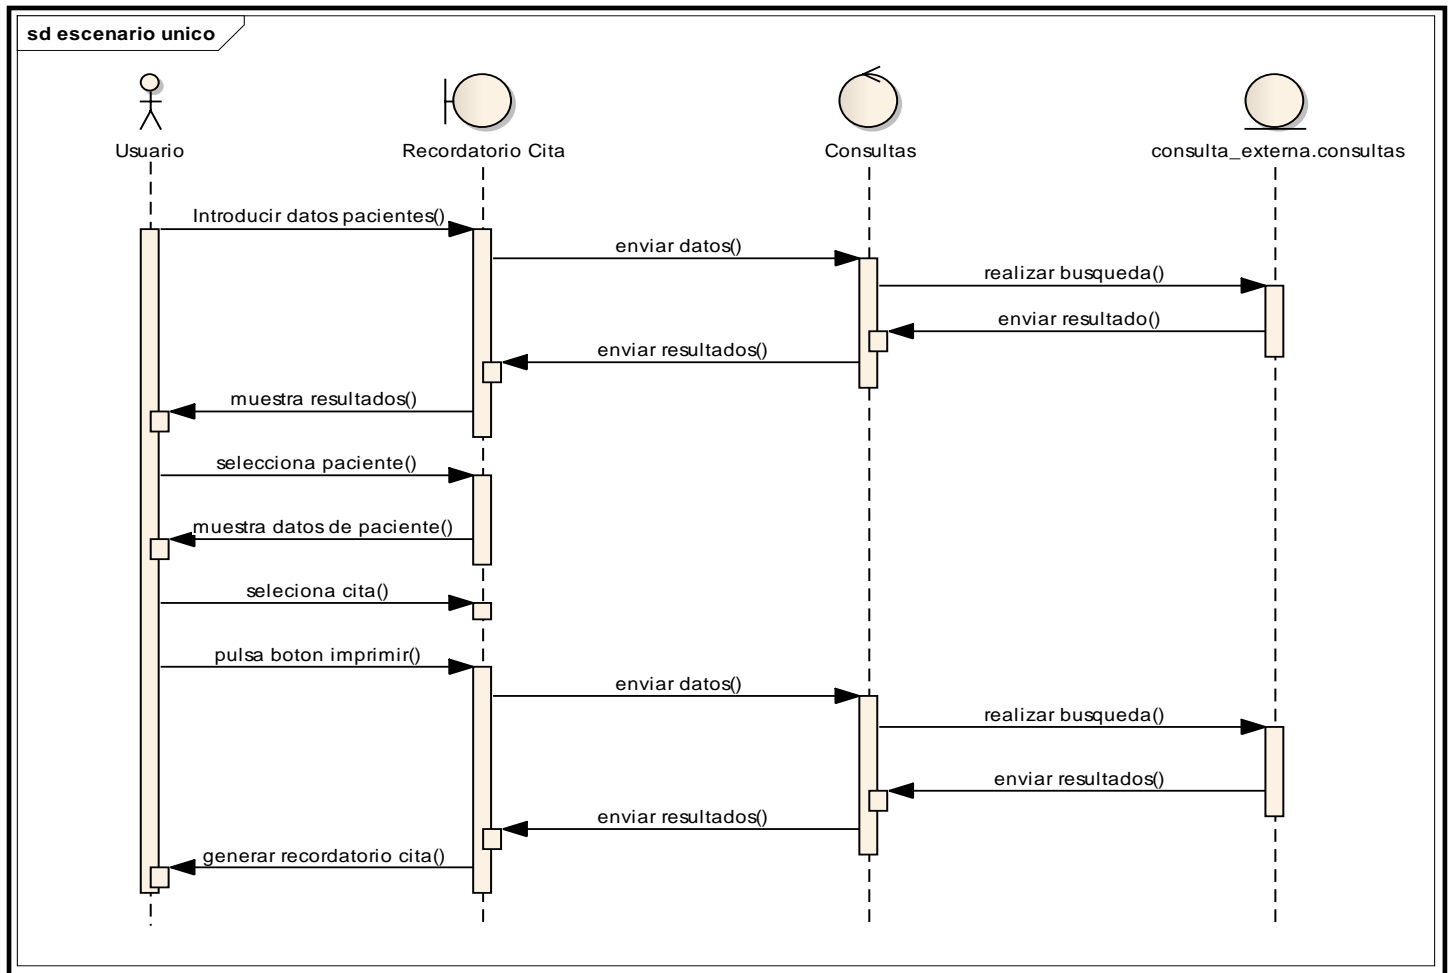 sd escenario unico
Usuario
Recordatorio Cita
Consultas
consulta_externa.consultas
Introducir datos pacientes()
enviar datos()
realizar busqueda()
enviar resultado()
enviar resultados()
muestra resultados()
selecciona paciente()
muestra datos de paciente()
seleciona cita()
pulsa boton imprimir()
enviar datos()
realizar busqueda()
enviar resultados()
enviar resultados()
generar recordatorio cita()